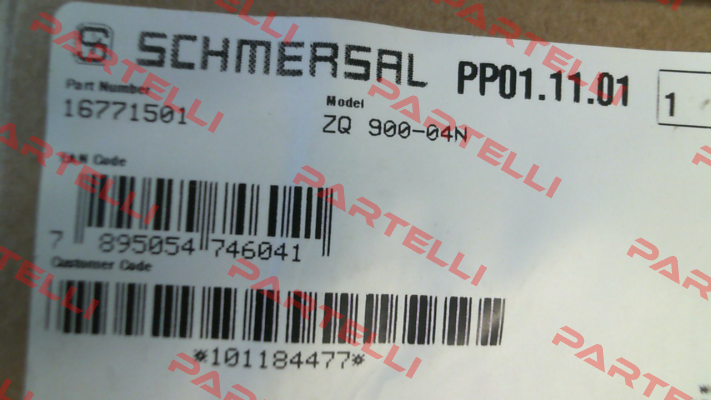 SCHMERSAL PP01.11.01 1
Part Number Model
16771501 ZQ 900-04N
EAN Code
7 895054 746041
Customer Code
*101184477*
PARTELLI